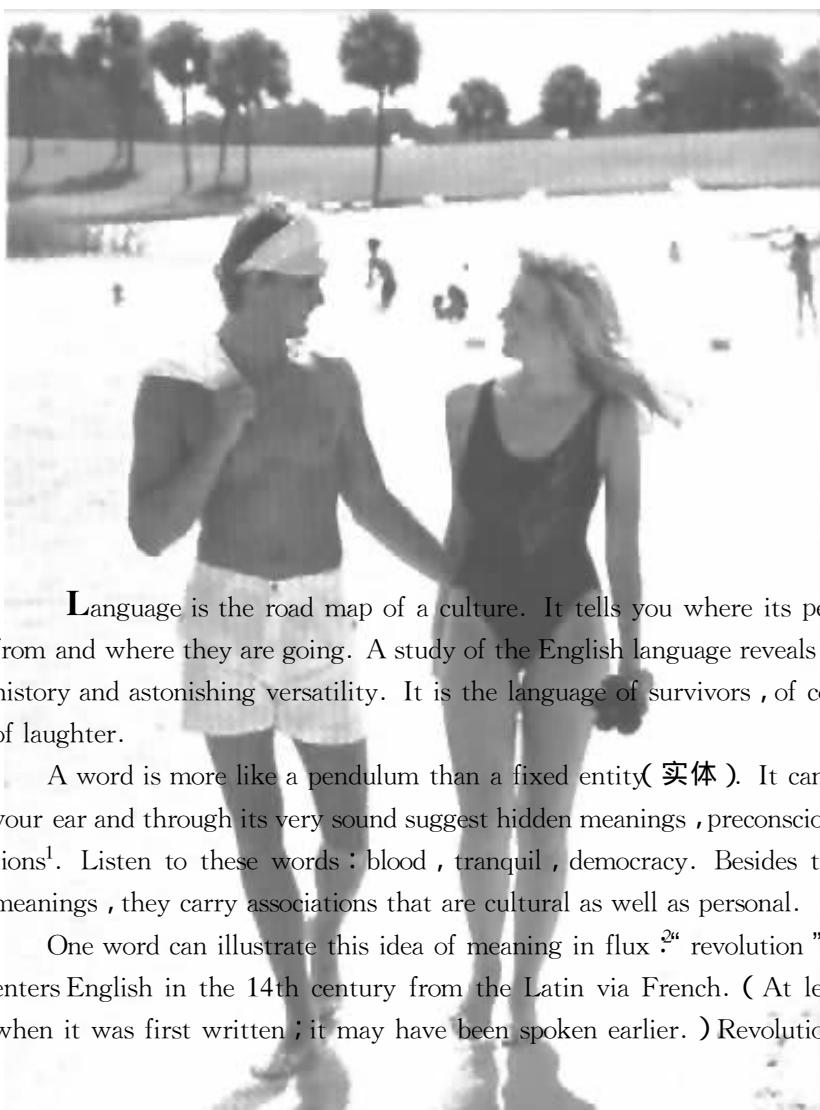 Language is the road map of a culture. It tells you where its pe
from and where they are going. A study of the English language reveals
history and astonishing versatility. It is the language of survivors, of co
of laughter.
A word is more like a pendulum than a fixed entity(实体). It can
your ear and through its very sound suggest hidden meanings, preconscio
ions¹. Listen to these words: blood, tranquil, democracy. Besides t
meanings, they carry associations that are cultural as well as personal.
One word can illustrate this idea of meaning in flux²:“revolution”
enters English in the 14th century from the Latin via French. (At le
when it was first written; it may have been spoken earlier.) Revolutio